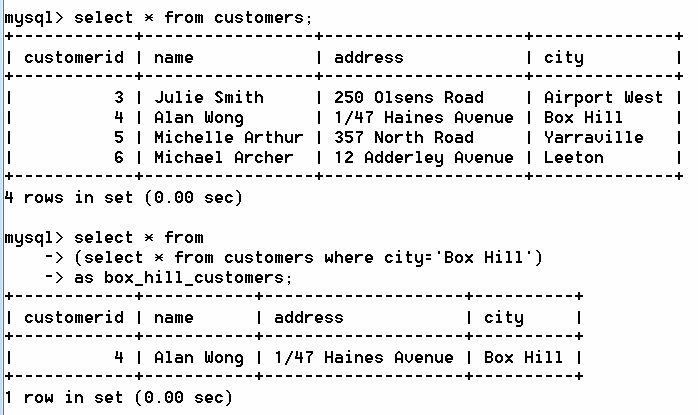 mysql> select * from customers;
+------------+-----------------+---------------------+--------------+
| customerid | name            | address             | city         |
+------------+-----------------+---------------------+--------------+
|          3 | Julie Smith     | 250 Olsens Road     | Airport West |
|          4 | Alan Wong       | 1/47 Haines Avenue  | Box Hill     |
|          5 | Michelle Arthur | 357 North Road      | Yarraville   |
|          6 | Michael Archer  | 12 Adderley Avenue  | Leeton       |
+------------+-----------------+---------------------+--------------+
4 rows in set (0.00 sec)
mysql> select * from
    -> (select * from customers where city='Box Hill')
    -> as box_hill_customers;
+------------+-----------+--------------------+----------+
| customerid | name      | address            | city     |
+------------+-----------+--------------------+----------+
|          4 | Alan Wong | 1/47 Haines Avenue | Box Hill |
+------------+-----------+--------------------+----------+
1 row in set (0.00 sec)